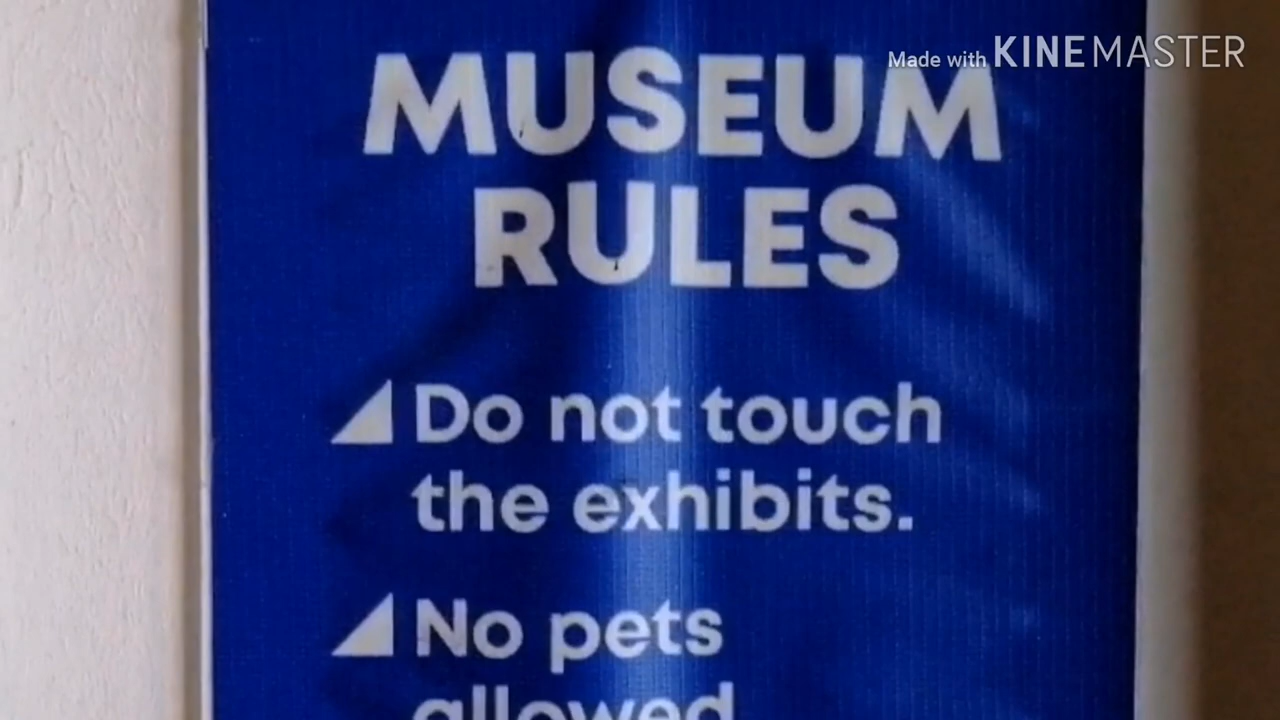 Made with KINEMASTER
MUSEUM
RULES
Do not touch
the exhibits.
No pets
allowed